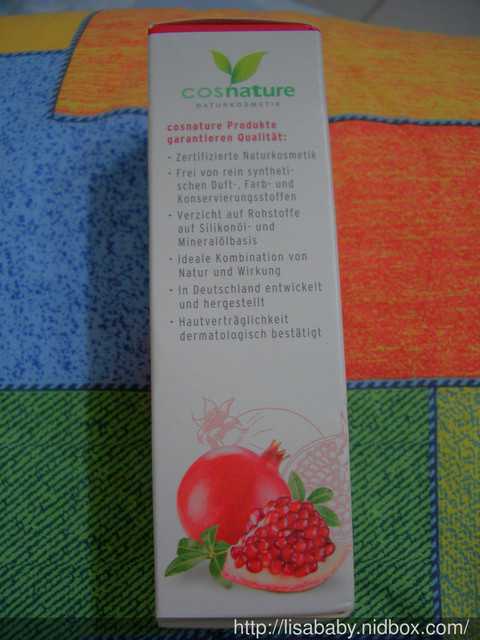 cosnature
NATURKOSMETIK
cosnature Produkte
garantieren Qualität:
- Zertifizierte Naturkosmetik
- Frei von rein syntheti-
schen Duft-, Farb- und
Konservierungsstoffen
- Verzicht auf Rohstoffe
auf Silikonöl- und
Mineralölbasis
- Ideale Kombination von
Natur und Wirkung
- In Deutschland entwickelt
und hergestellt
- Hautverträglichkeit
dermatologisch bestätigt
http://lisababy.nidbox.com/